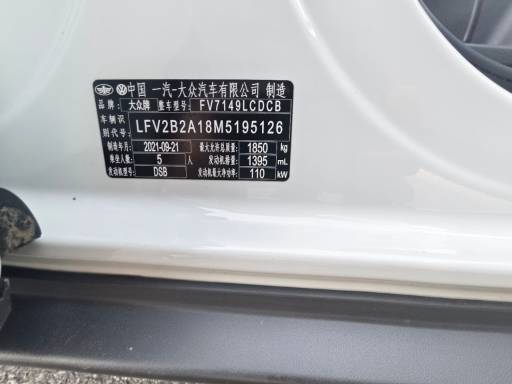 中国 一汽-大众汽车有限公司 制造
品牌 大众牌 整车型号 FV7149LCDCB
车辆识别代号 LFV2B2A18M5195126
制造年月 2021-09-21 最大允许总质量 1850 kg
乘坐人数 5 人 发动机排量 1395 mL
发动机型号 DSB 发动机最大净功率 110 kW